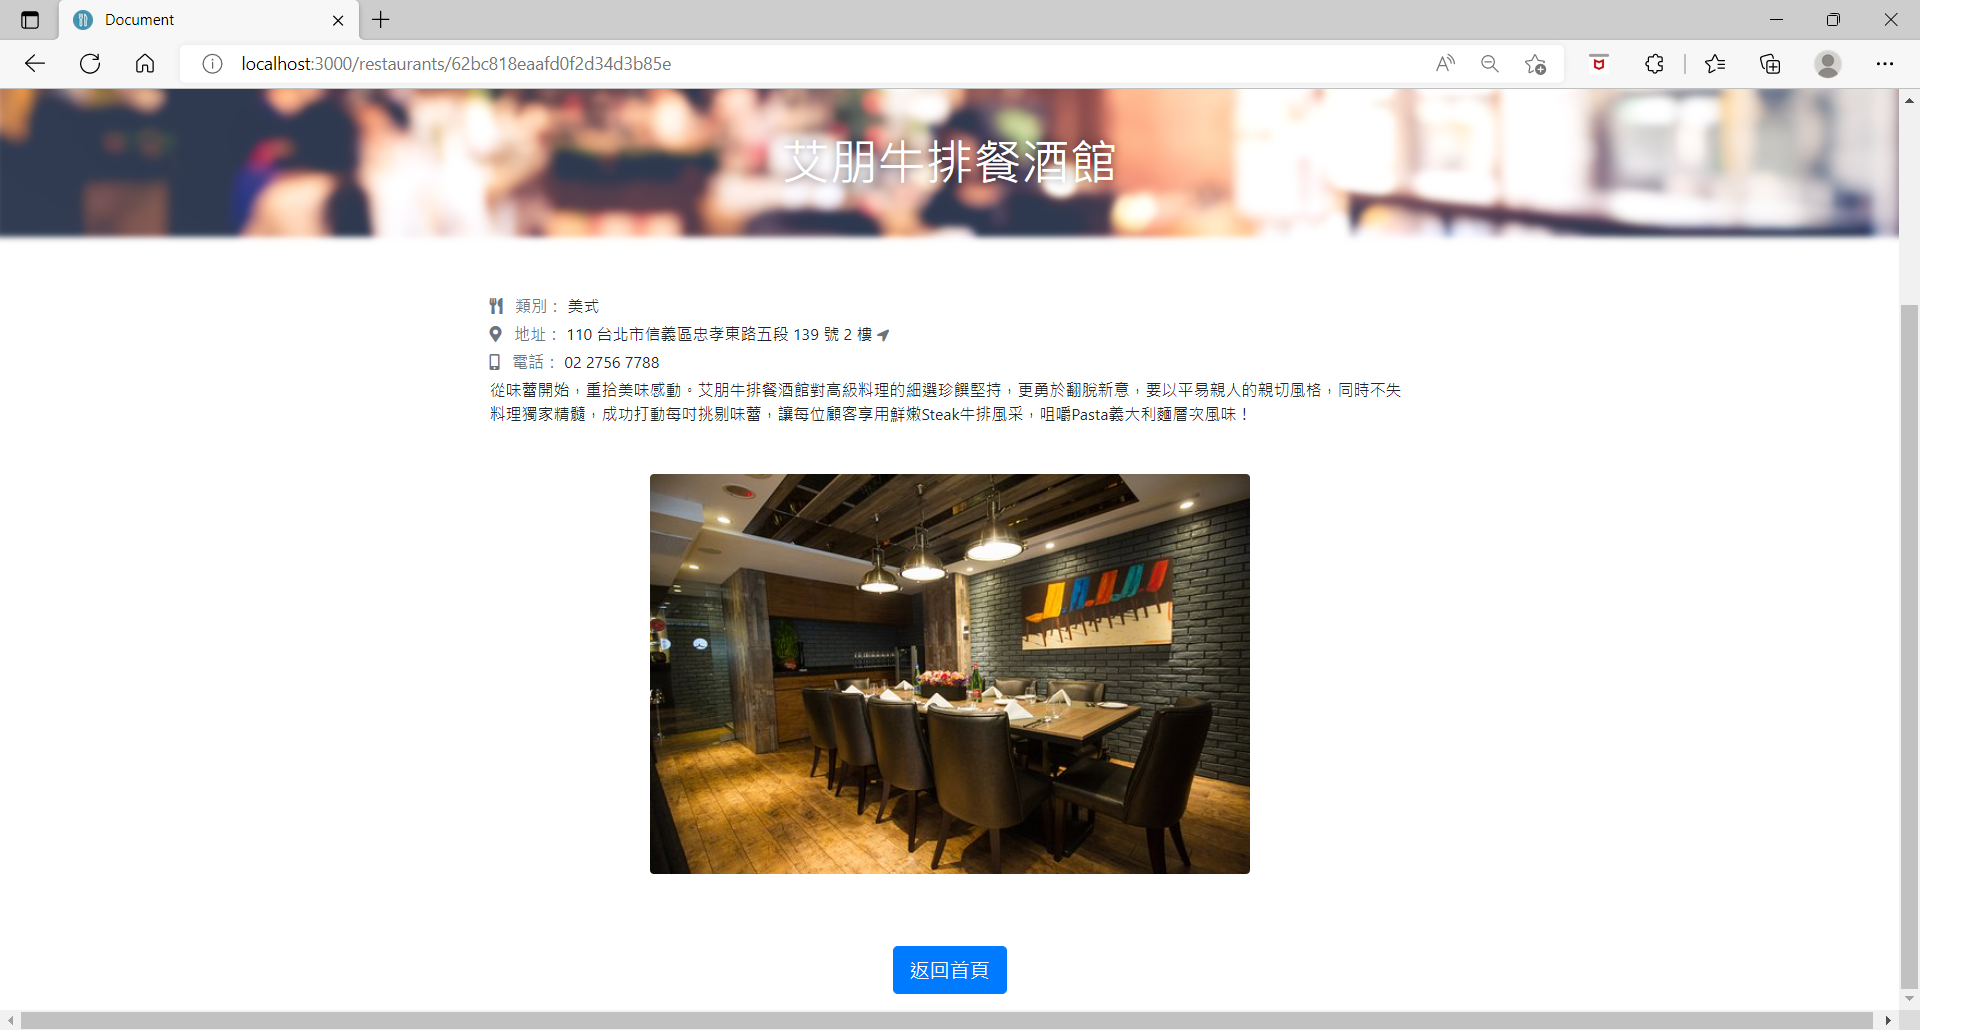 Document
localhost:3000/restaurants/62bc818eaafd0f2d34d3b85e
艾朋牛排餐酒館
類別： 美式
地址： 110 台北市信義區忠孝東路五段 139 號 2 樓
電話： 02 2756 7788
從味蕾開始，重拾美味感動。艾朋牛排餐酒館對高級料理的細選珍饌堅持，更勇於翻脫新意，要以平易親人的親切風格，同時不失
料理獨家精髓，成功打動每吋挑剔味蕾，讓每位顧客享用鮮嫩Steak牛排風采，咀嚼Pasta義大利麵層次風味！
返回首頁